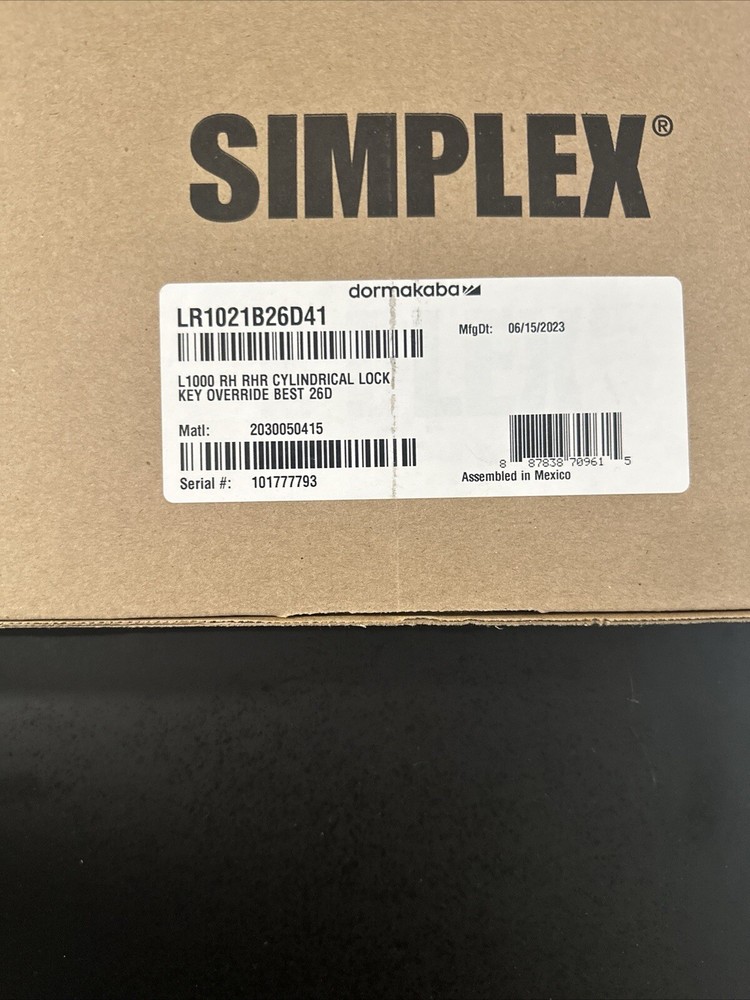 SIMPLEX®
dormakaba
LR1021B26D41
MfgDt: 06/15/2023
L1000 RH RHR CYLINDRICAL LOCK
KEY OVERRIDE BEST 26D
Matl: 2030050415
8 87838 70961 5
Serial #: 101777793
Assembled in Mexico